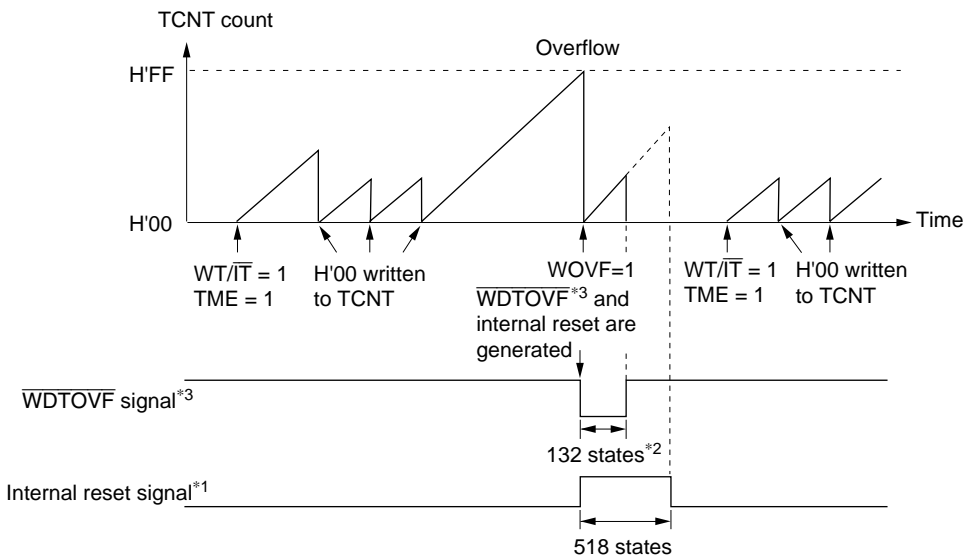 TCNT count
Overflow
H'FF
H'00
Time
WT/IT = 1
TME = 1
H'00 written
to TCNT
WOVF=1
WDTOVF*3 and
internal reset are
generated
WT/IT = 1
TME = 1
H'00 written
to TCNT
WDTOVF signal*3
132 states*2
Internal reset signal*1
518 states